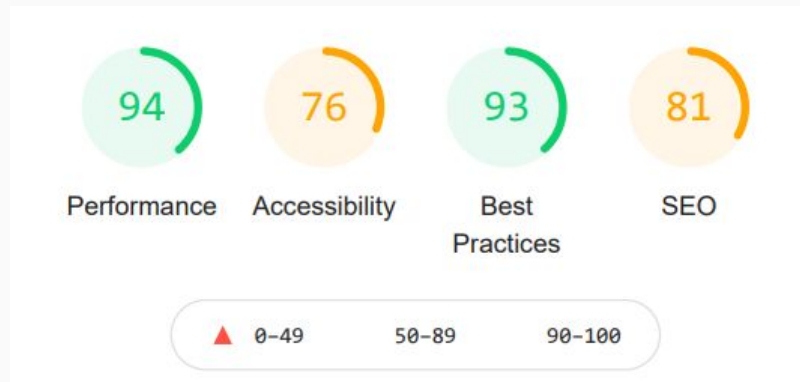 94 76 93 81
Performance Accessibility Best Practices SEO
0–49 50–89 90–100